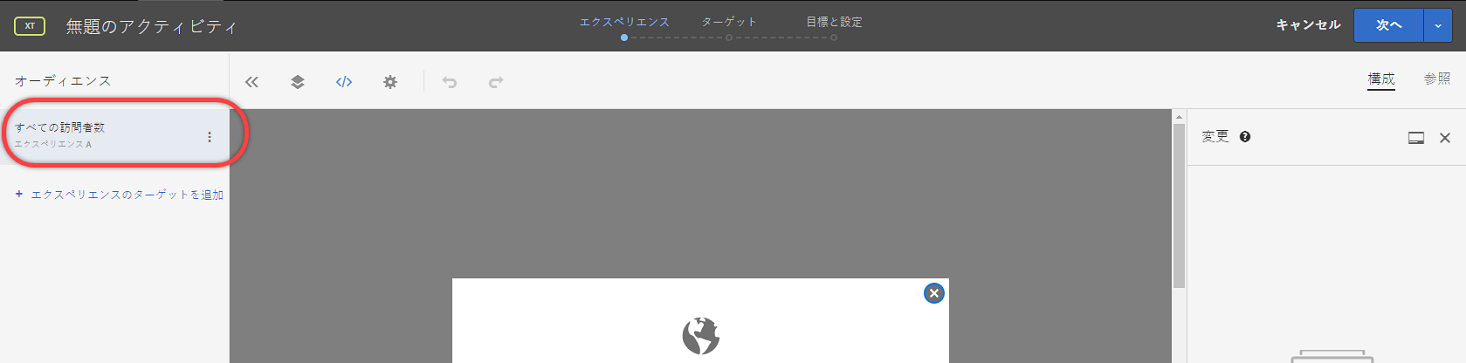 XT
無題のアクティビティ
エクスペリエンス
ターゲット
目標と設定
キャンセル
次へ
オーディエンス
</>
構成
参照
すべての訪問者数
エクスペリエンス A
変更 ?
+ エクスペリエンスのターゲットを追加